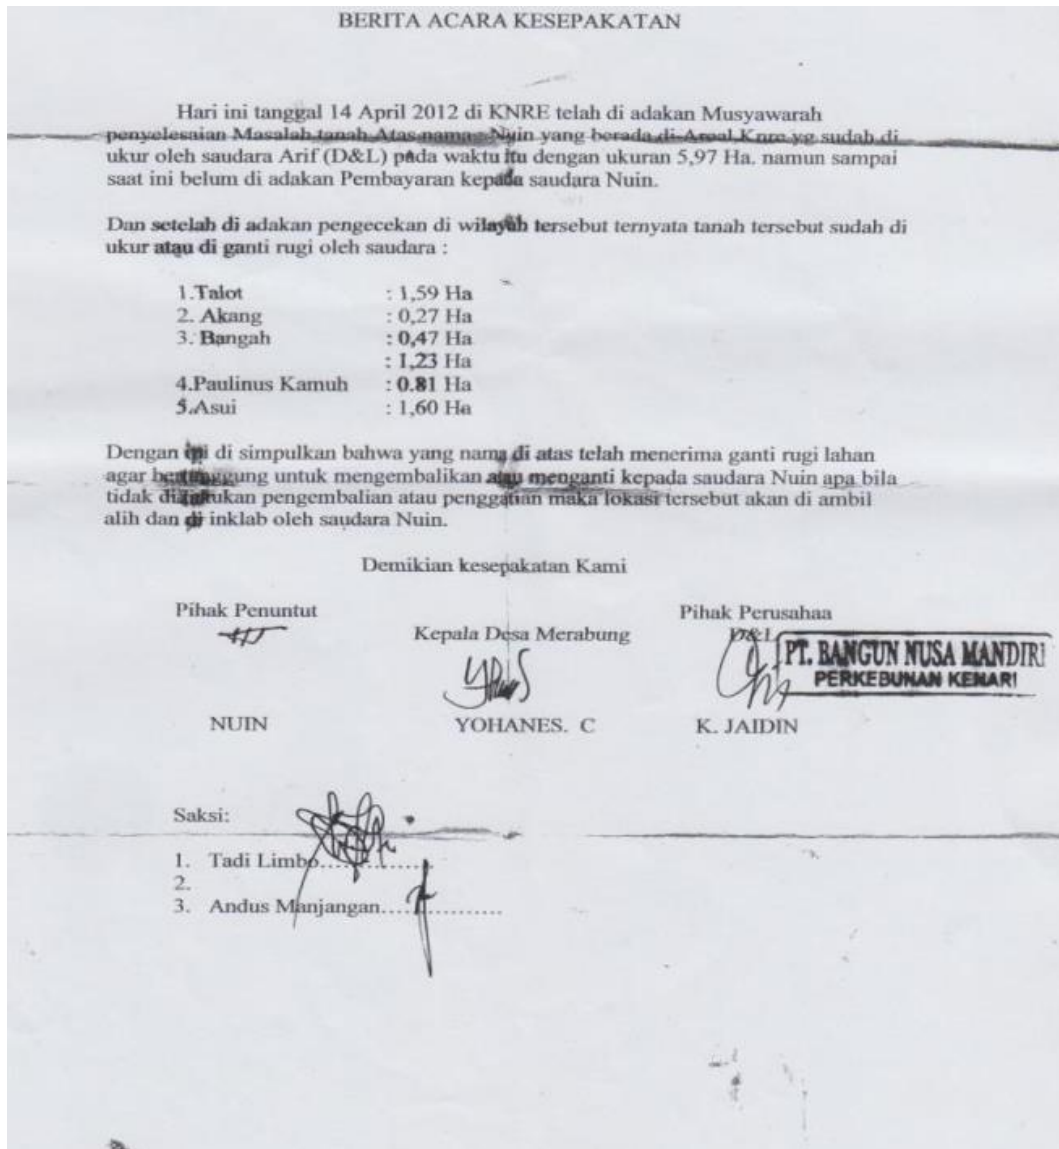 BERITA ACARA KESEPAKATAN
Hari ini tanggal 14 April 2012 di KNRE telah di adakan Musyawarah
penyelesaian Masalah tanah Atas nama Nuin yang berada di Areal Knre yg sudah di
ukur oleh saudara Arif (D&L) pada waktu itu dengan ukuran 5,97 Ha. namun sampai
saat ini belum di adakan Pembayaran kepada saudara Nuin.
Dan setelah di adakan pengecekan di wilayah tersebut ternyata tanah tersebut sudah di
ukur atau di ganti rugi oleh saudara :
1.Talot : 1,59 Ha
2. Akang : 0,27 Ha
3. Bangah : 0,47 Ha
: 1,23 Ha
4.Paulinus Kamuh : 0.81 Ha
5.Asui : 1,60 Ha
Dengan ini di simpulkan bahwa yang nama di atas telah menerima ganti rugi lahan
agar untuk mengembalikan atau menganti kepada saudara Nuin apa bila
tidak di pengembalian atau penggatian maka lokasi tersebut akan di ambil
alih dan di inklab oleh saudara Nuin.
Demikian kesepakatan Kami
Pihak Penuntut
Kepala Desa Merabung
Pihak Perusahaa
D&L
PT. BANGUN NUSA MANDIRI
PERKEBUNAN KENARI
NUIN YOHANES. C K. JAIDIN
Saksi:
1. Tadi Limbo..............
2.
3. Andus Manjangan................